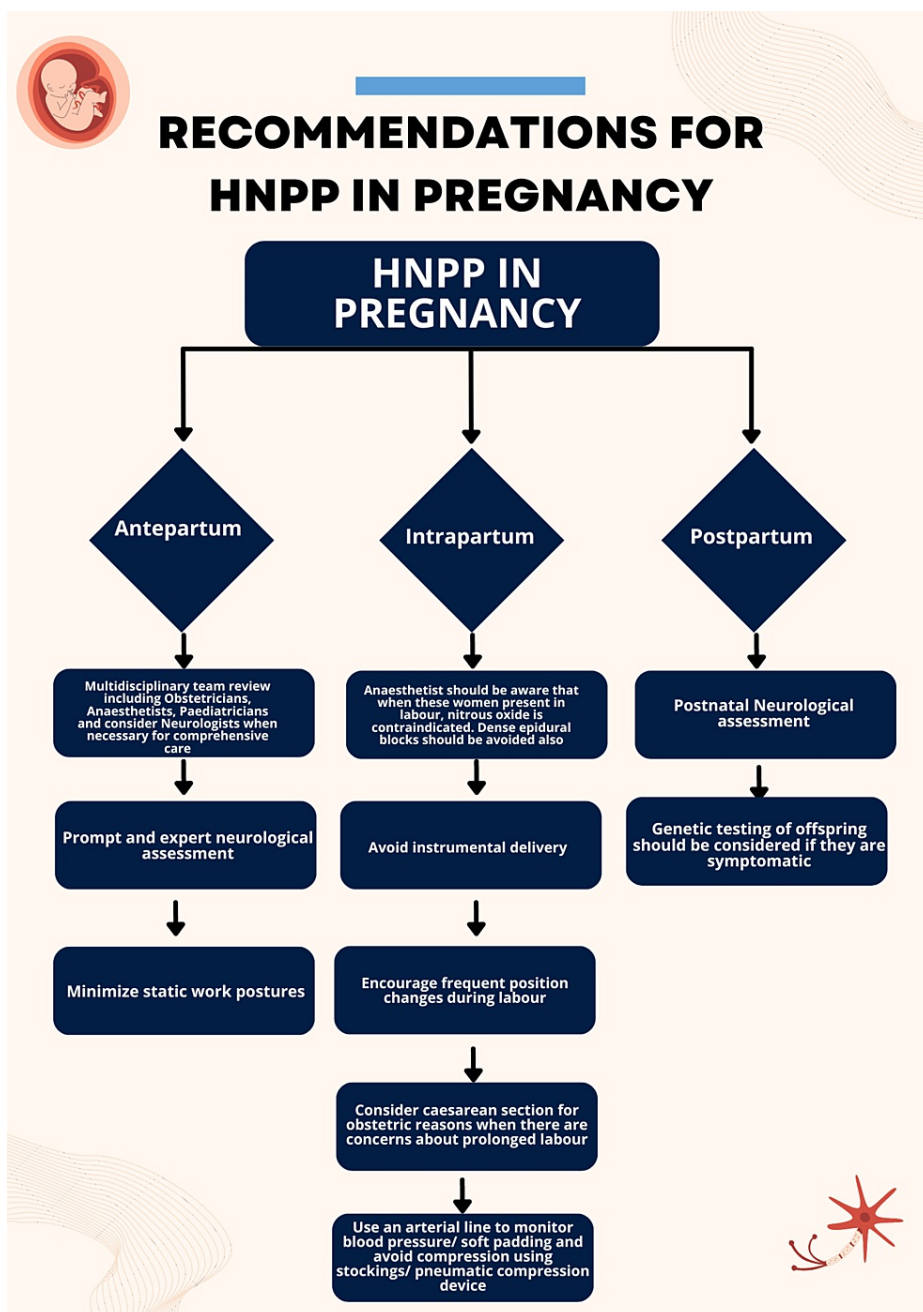 RECOMMENDATIONS FOR
HNPP IN PREGNANCY
HNPP IN
PREGNANCY
Antepartum
Intrapartum
Postpartum
Multidisciplinary team review
including Obstetricians,
Anaesthetists, Paediatricians
and consider Neurologists when
necessary for comprehensive
care
Prompt and expert neurological
assessment
Minimize static work postures
Anaesthetist should be aware that
when these women present in
labour, nitrous oxide is
contraindicated. Dense epidural
blocks should be avoided also
Avoid instrumental delivery
Encourage frequent position
changes during labour
Consider caesarean section for
obstetric reasons when there are
concerns about prolonged labour
Use an arterial line to monitor
blood pressure/ soft padding and
avoid compression using
stockings/ pneumatic compression
device
Postnatal Neurological
assessment
Genetic testing of offspring
should be considered if they are
symptomatic